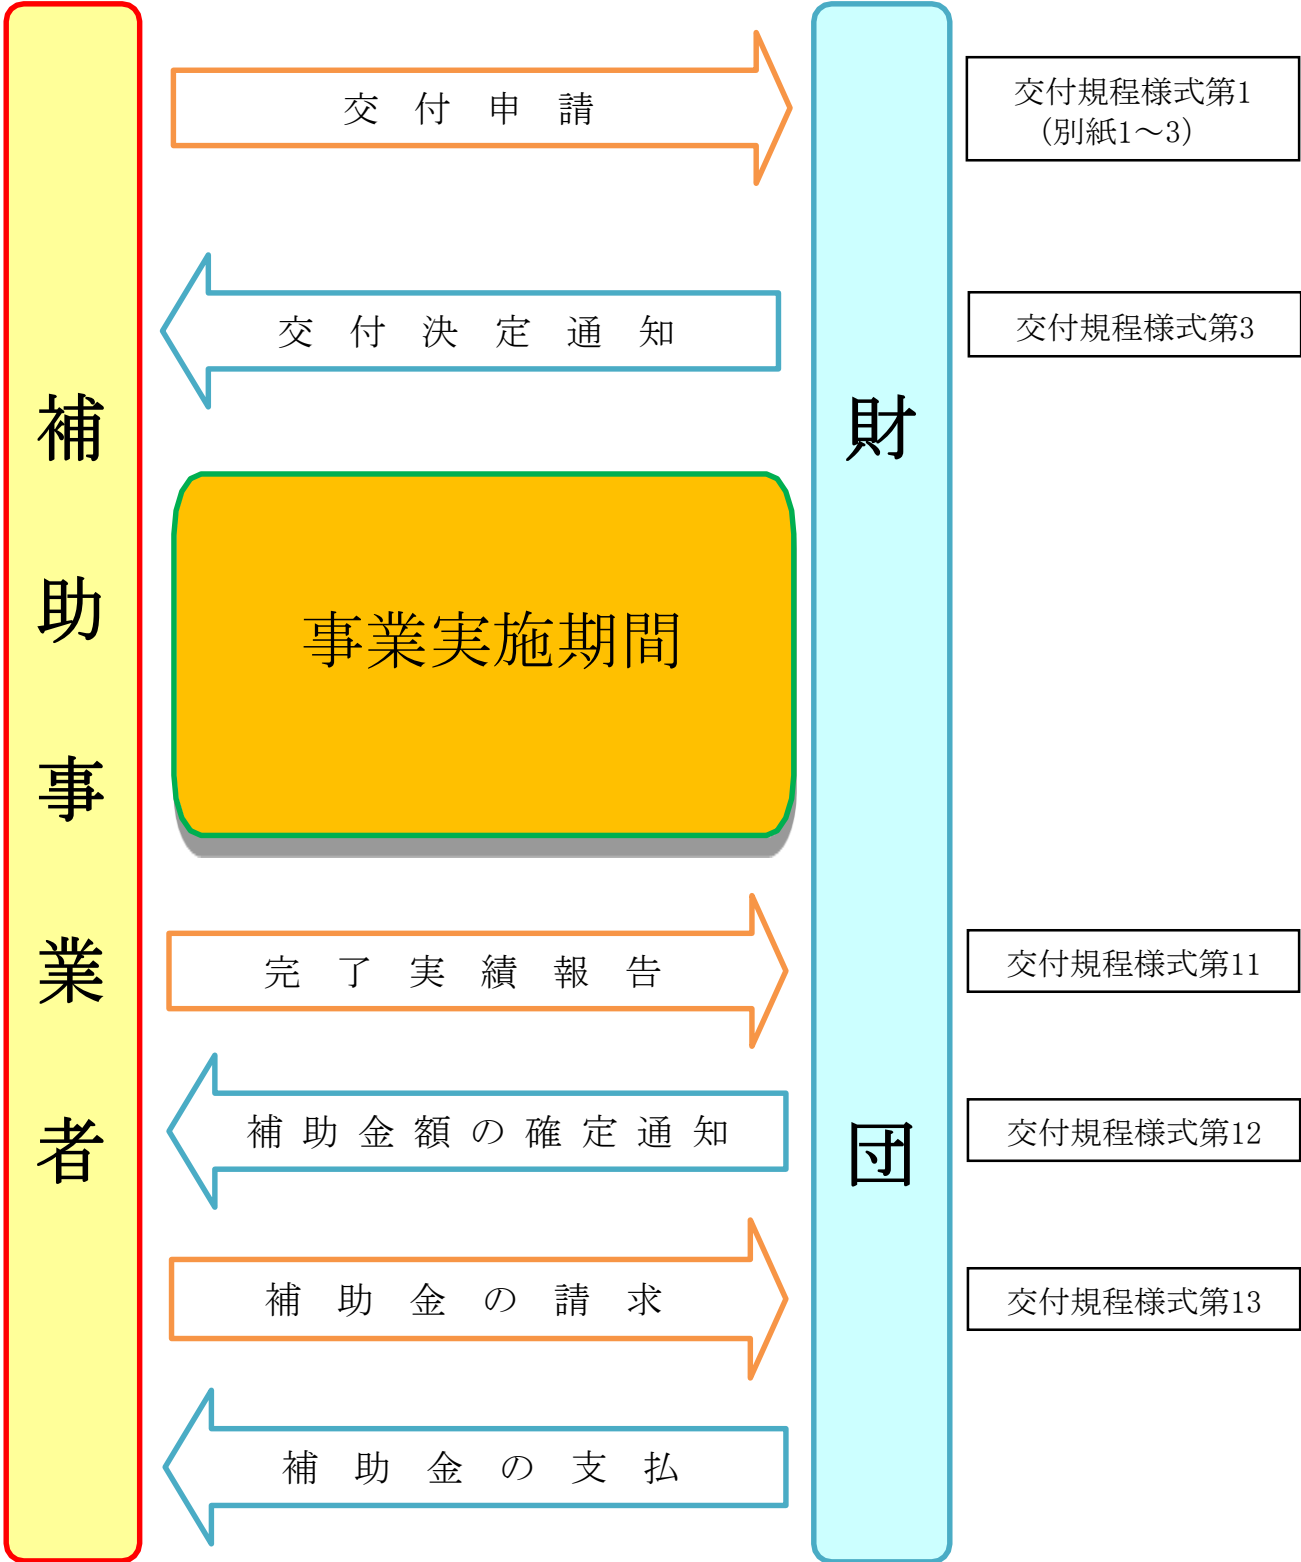 補助事業者
財団
交付申請
交付規程様式第1
（別紙1～3）
交付決定通知
交付規程様式第3
事業実施期間
完了実績報告
交付規程様式第11
補助金額の確定通知
交付規程様式第12
補助金の請求
交付規程様式第13
補助金の支払